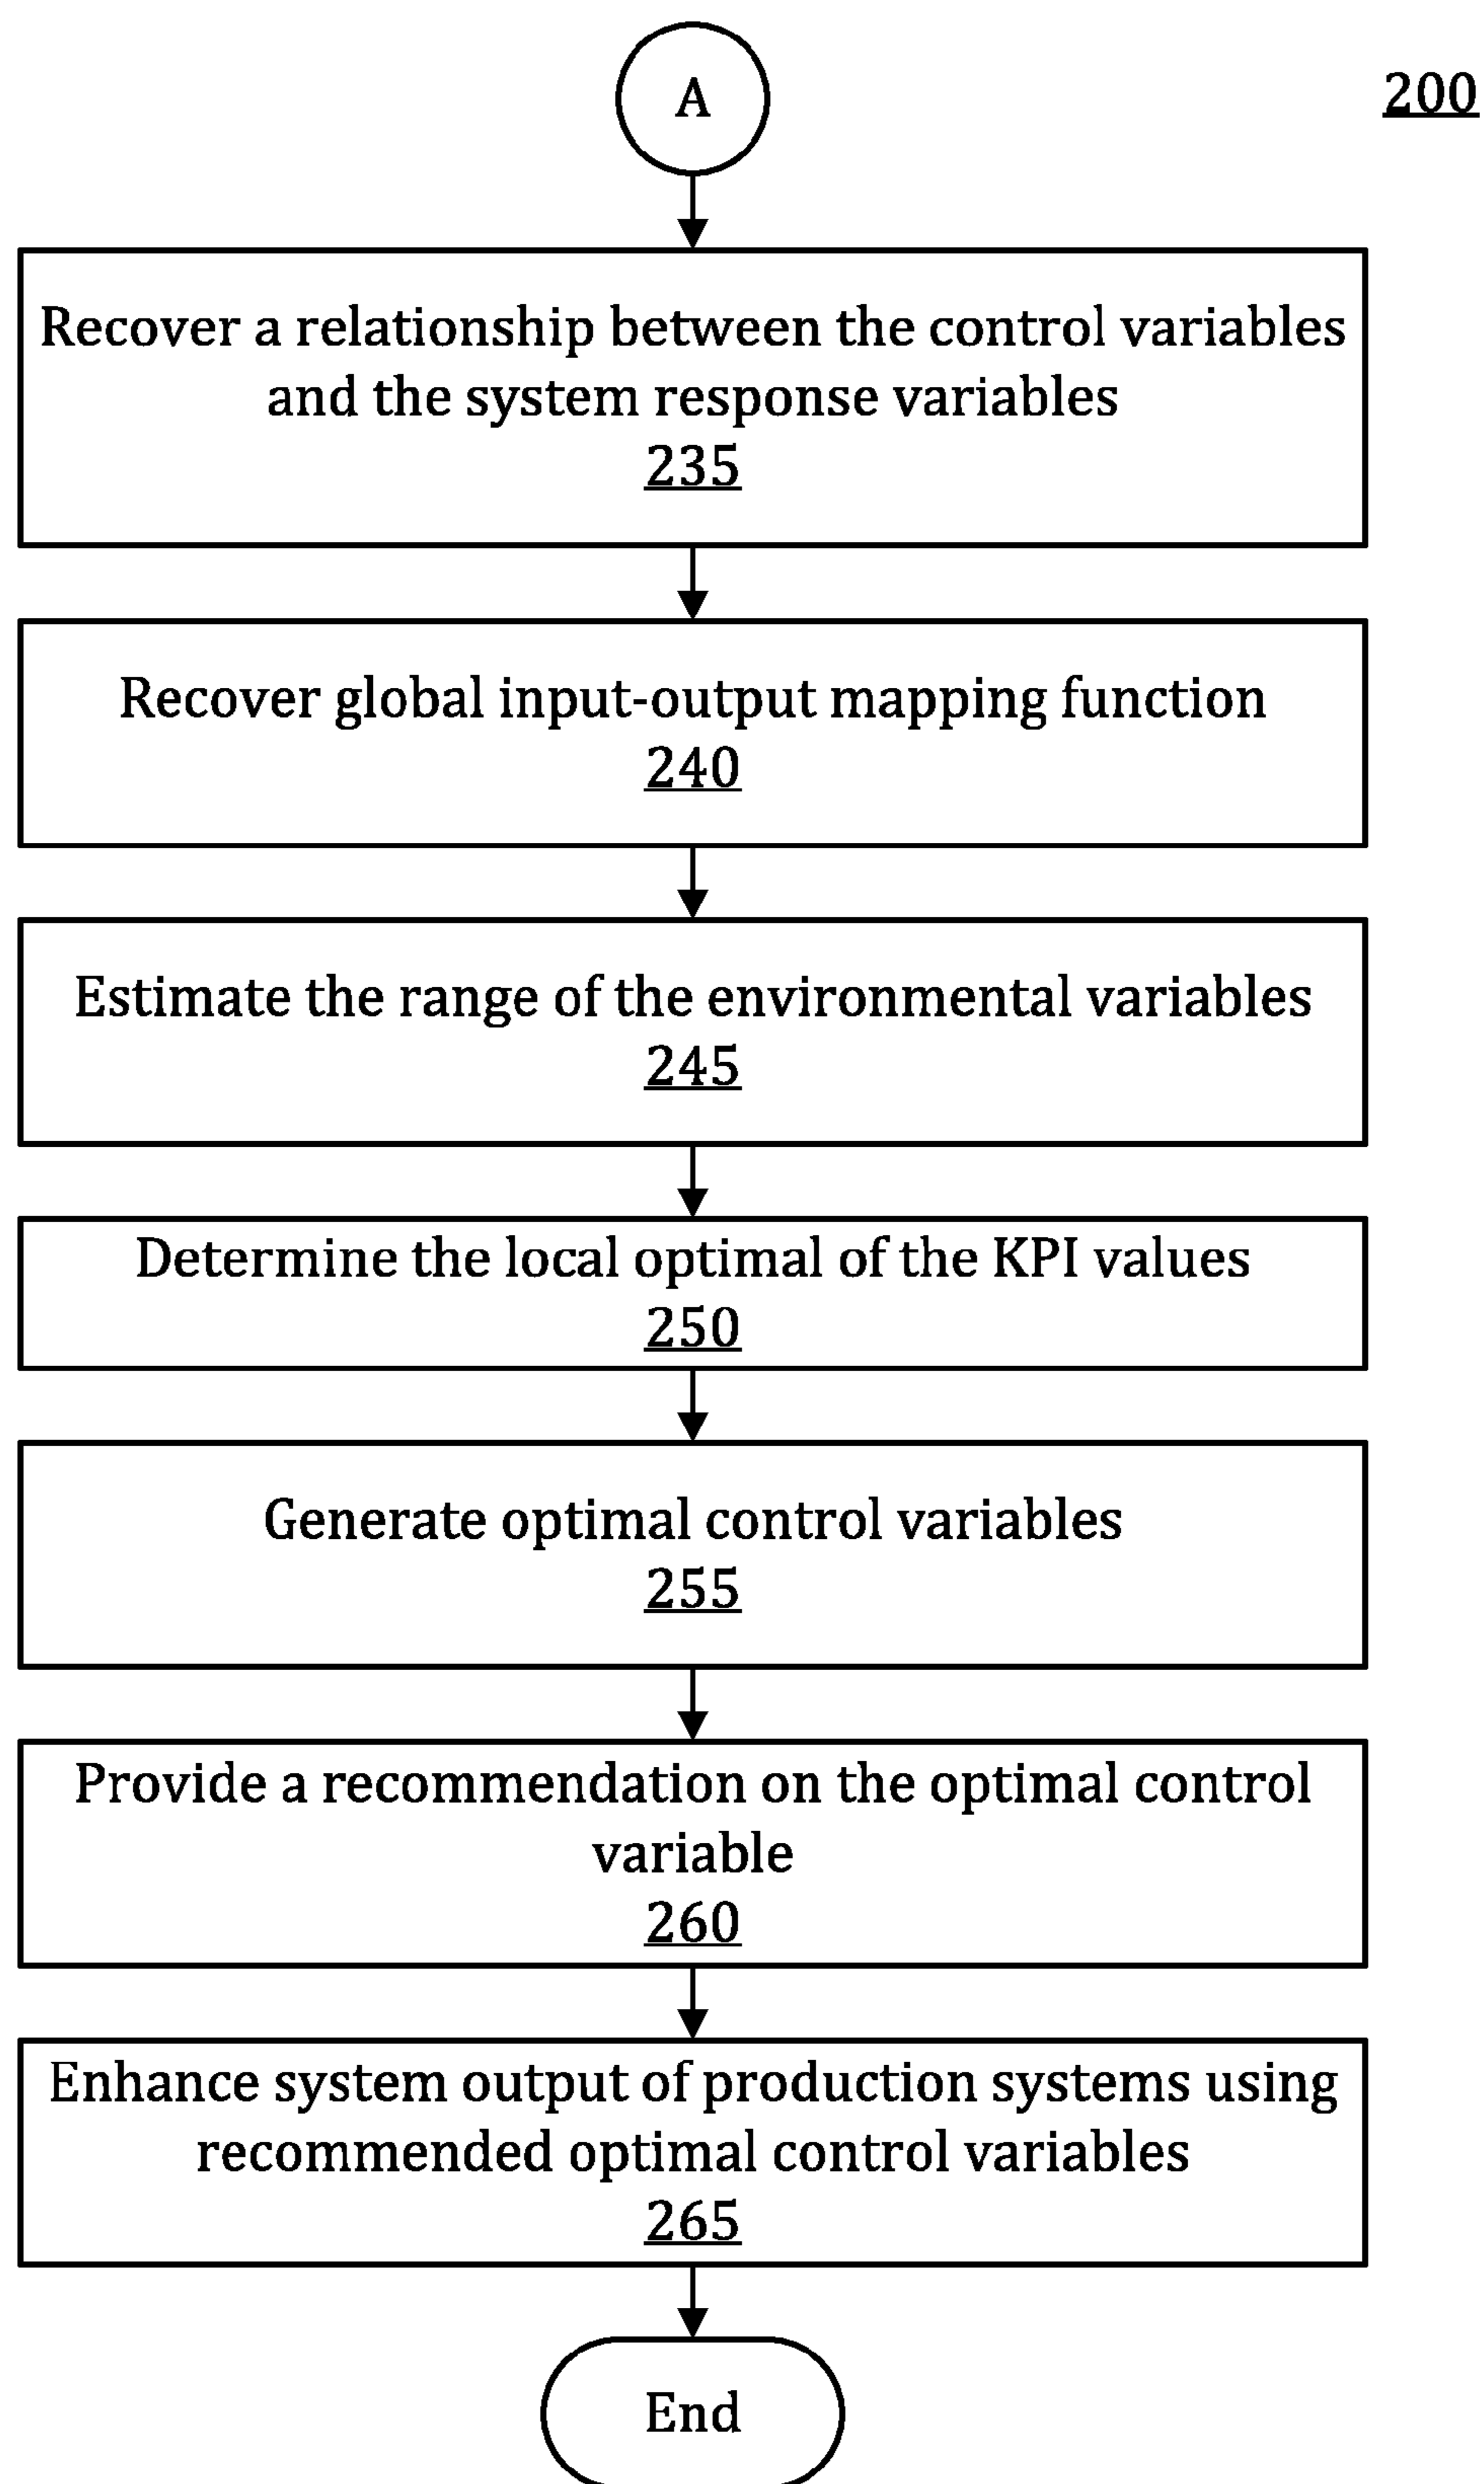 A
200
Recover a relationship between the control variables
and the system response variables
235
Recover global input-output mapping function
240
Estimate the range of the environmental variables
245
Determine the local optimal of the KPI values
250
Generate optimal control variables
255
Provide a recommendation on the optimal control
variable
260
Enhance system output of production systems using
recommended optimal control variables
265
End